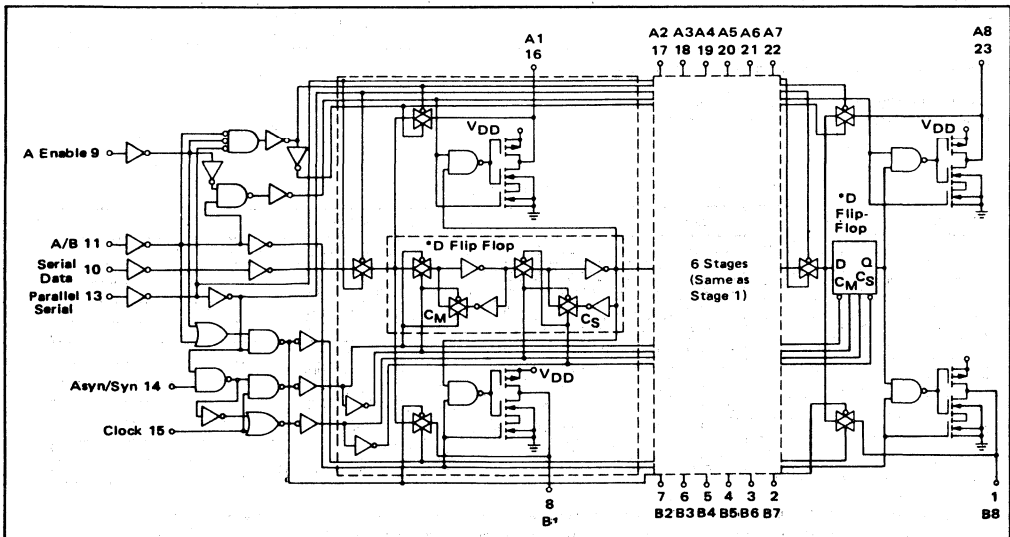 A1
16
A2 A3 A4 A5 A6 A7
17 18 19 20 21 22
A8
23
VDD
VDD
A Enable 9
*D Flip-Flop
A/B 11
*D Flip Flop
Serial Data 10
6 Stages
(Same as
Stage 1)
D Q
CM CS
Parallel Serial 13
CM
CS
VDD
Asyn/Syn 14
Clock 15
8
B1
7 6 5 4 3 2
B2 B3 B4 B5 B6 B7
1
B8